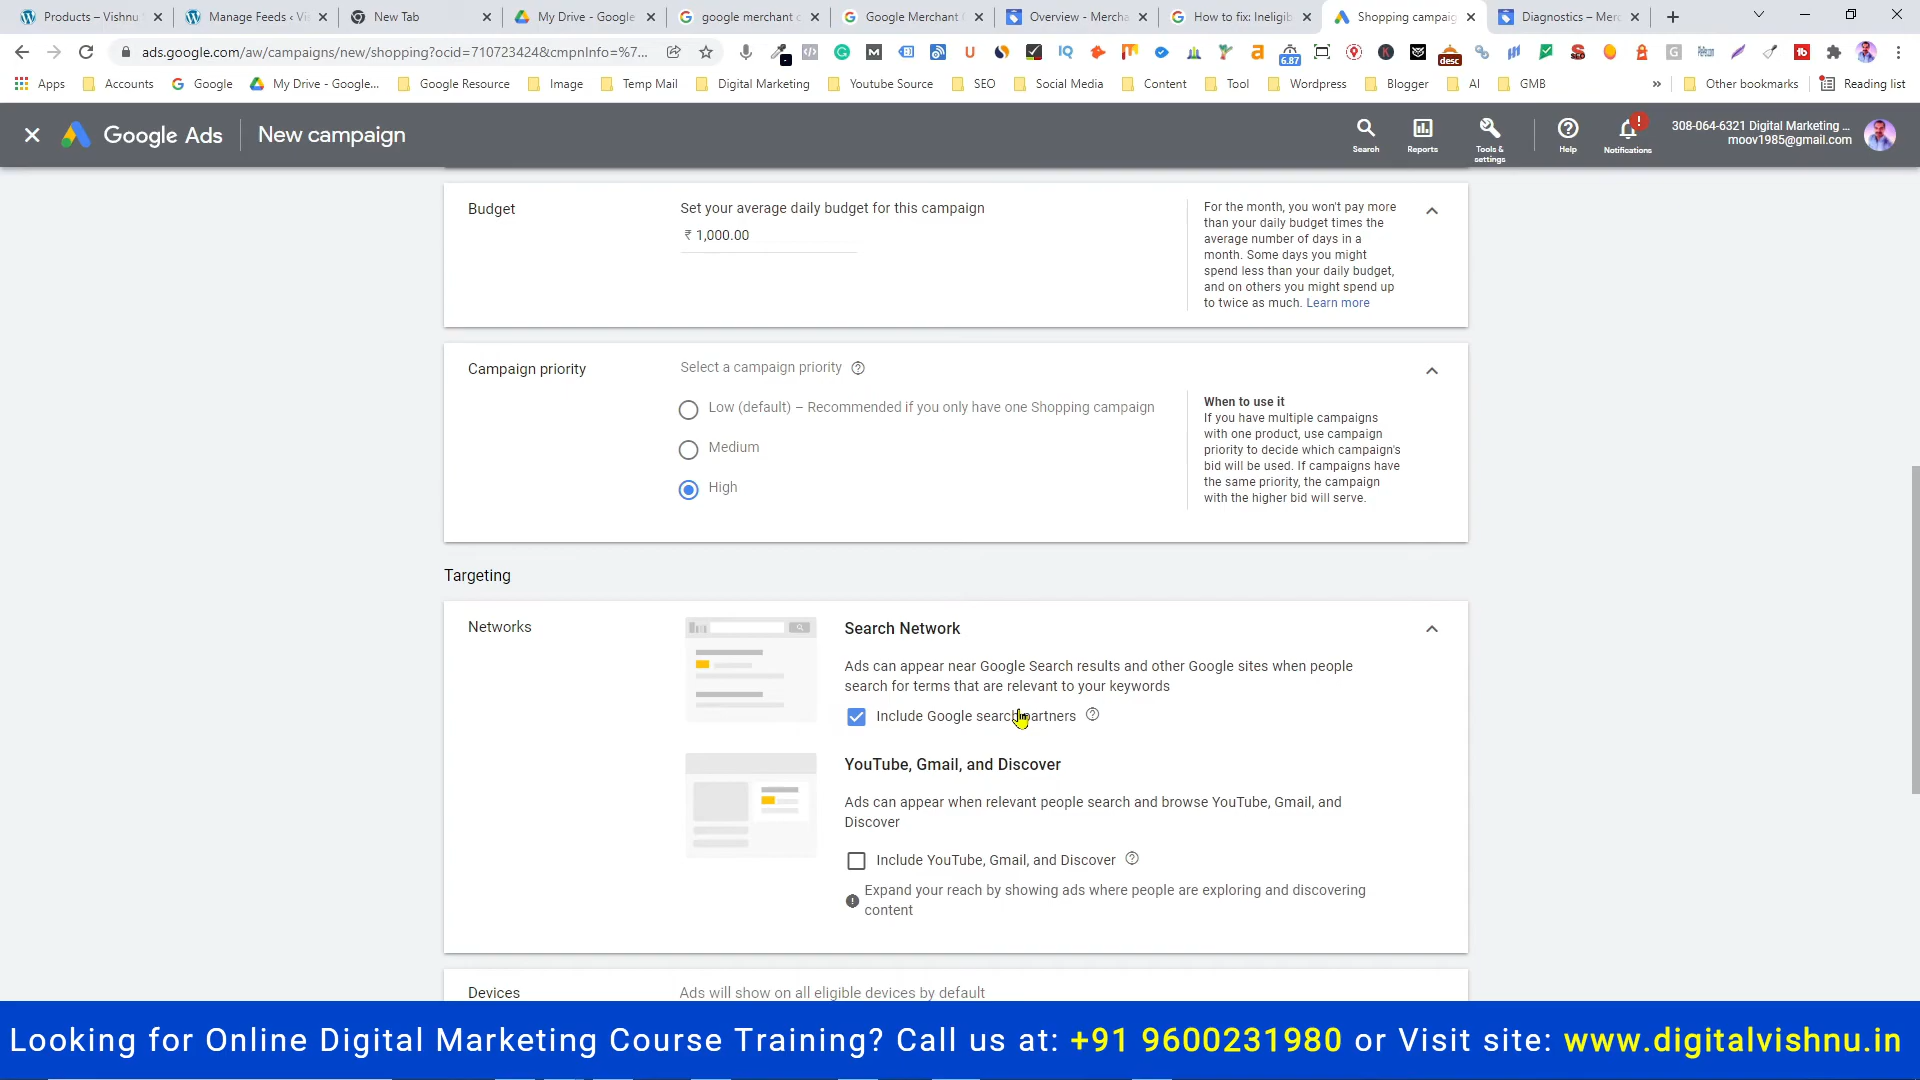 Products – Vishnu
Manage Feeds ‹ Vi
New Tab
My Drive - Google
google merchant c
Google Merchant
Overview - Mercha
How to fix: Ineligib
Shopping campaig
Diagnostics – Merc
ads.google.com/aw/campaigns/new/shopping?ocid=710723424&cmpnInfo=%7...
6.87
desc
Apps
Accounts
Google
My Drive - Google...
Google Resource
Image
Temp Mail
Digital Marketing
Youtube Source
SEO
Social Media
Content
Tool
Wordpress
Blogger
AI
GMB
»
Other bookmarks
Reading list
Google Ads
New campaign
Search
Reports
Tools &
settings
Help
Notifications
308-064-6321 Digital Marketing ...
moov1985@gmail.com
Budget
Set your average daily budget for this campaign
₹ 1,000.00
For the month, you won't pay more
than your daily budget times the
average number of days in a
month. Some days you might
spend less than your daily budget,
and on others you might spend up
to twice as much. Learn more
Campaign priority
Select a campaign priority
Low (default) – Recommended if you only have one Shopping campaign
Medium
High
When to use it
If you have multiple campaigns
with one product, use campaign
priority to decide which campaign's
bid will be used. If campaigns have
the same priority, the campaign
with the higher bid will serve.
Targeting
Networks
Search Network
Ads can appear near Google Search results and other Google sites when people
search for terms that are relevant to your keywords
Include Google search partners
YouTube, Gmail, and Discover
Ads can appear when relevant people search and browse YouTube, Gmail, and
Discover
Include YouTube, Gmail, and Discover
Expand your reach by showing ads where people are exploring and discovering
content
Devices
Ads will show on all eligible devices by default
Looking for Online Digital Marketing Course Training? Call us at: +91 9600231980 or Visit site: www.digitalvishnu.in